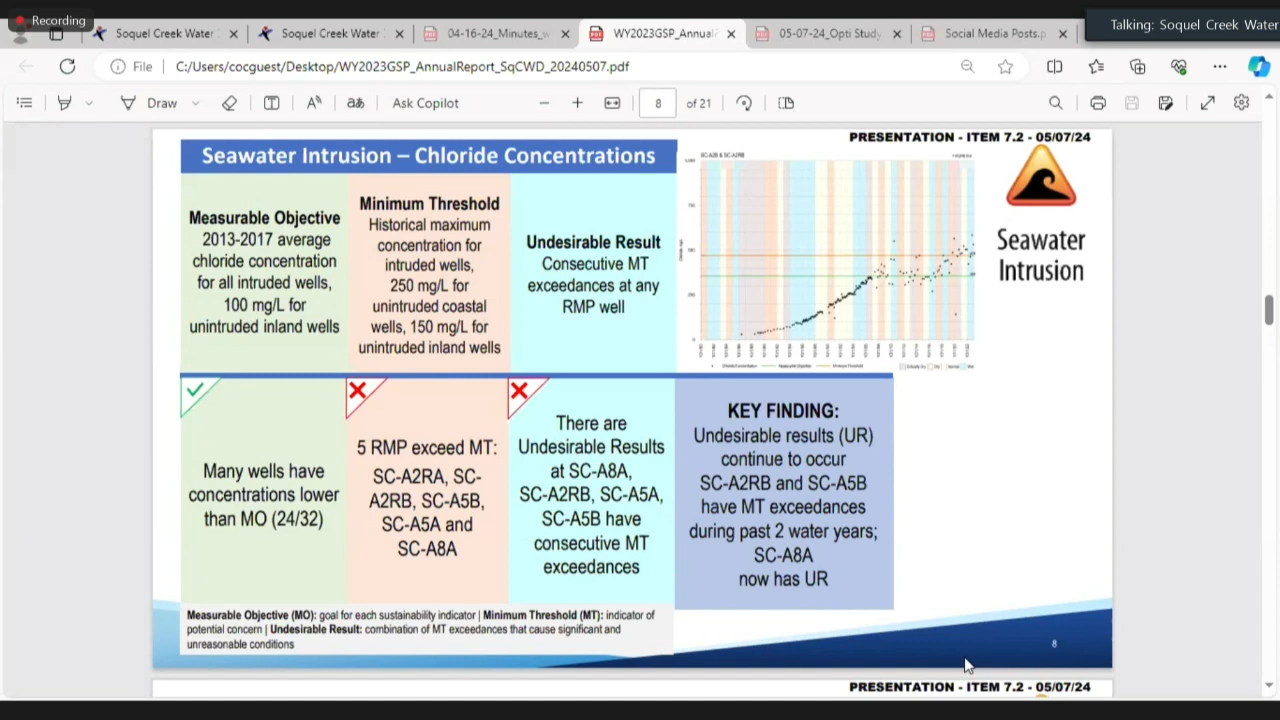 Recording
Talking: Soquel Creek Water
Soquel Creek Water
Soquel Creek Water
04-16-24_Minutes_w
WY2023GSP_Annual
05-07-24_Opti Study
Social Media Posts.p
File
C:/Users/cocguest/Desktop/WY2023GSP_AnnualReport_SqCWD_20240507.pdf
Draw
Ask Copilot
8
of 21
PRESENTATION - ITEM 7.2 - 05/07/24
Seawater Intrusion – Chloride Concentrations
Measurable Objective
2013-2017 average
chloride concentration
for all intruded wells,
100 mg/L for
unintruded inland wells
Minimum Threshold
Historical maximum
concentration for
intruded wells,
250 mg/L for
unintruded coastal
wells, 150 mg/L for
unintruded inland wells
Undesirable Result
Consecutive MT
exceedances at any
RMP well
SC-A2B & SC-A2RB
Seawater
Intrusion
Many wells have
concentrations lower
than MO (24/32)
5 RMP exceed MT:
SC-A2RA, SC-
A2RB, SC-A5B,
SC-A5A and
SC-A8A
There are
Undesirable Results
at SC-A8A,
SC-A2RB, SC-A5A,
SC-A5B have
consecutive MT
exceedances
KEY FINDING:
Undesirable results (UR)
continue to occur
SC-A2RB and SC-A5B
have MT exceedances
during past 2 water years;
SC-A8A
now has UR
Measurable Objective (MO): goal for each sustainability indicator | Minimum Threshold (MT): indicator of
potential concern | Undesirable Result: combination of MT exceedances that cause significant and
unreasonable conditions
8
PRESENTATION - ITEM 7.2 - 05/07/24